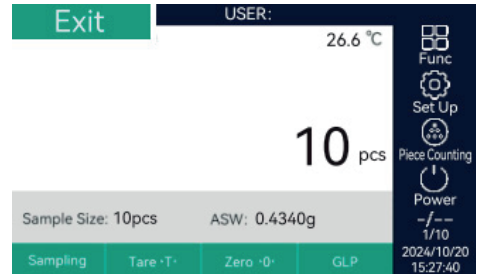 Exit
USER:
26.6 ℃
Func
Set Up
10 pcs
Piece Counting
Power
Sample Size: 10pcs
ASW: 0.4340g
-/--
1/10
Sampling
Tare ·T·
Zero ·0·
GLP
2024/10/20
15:27:40